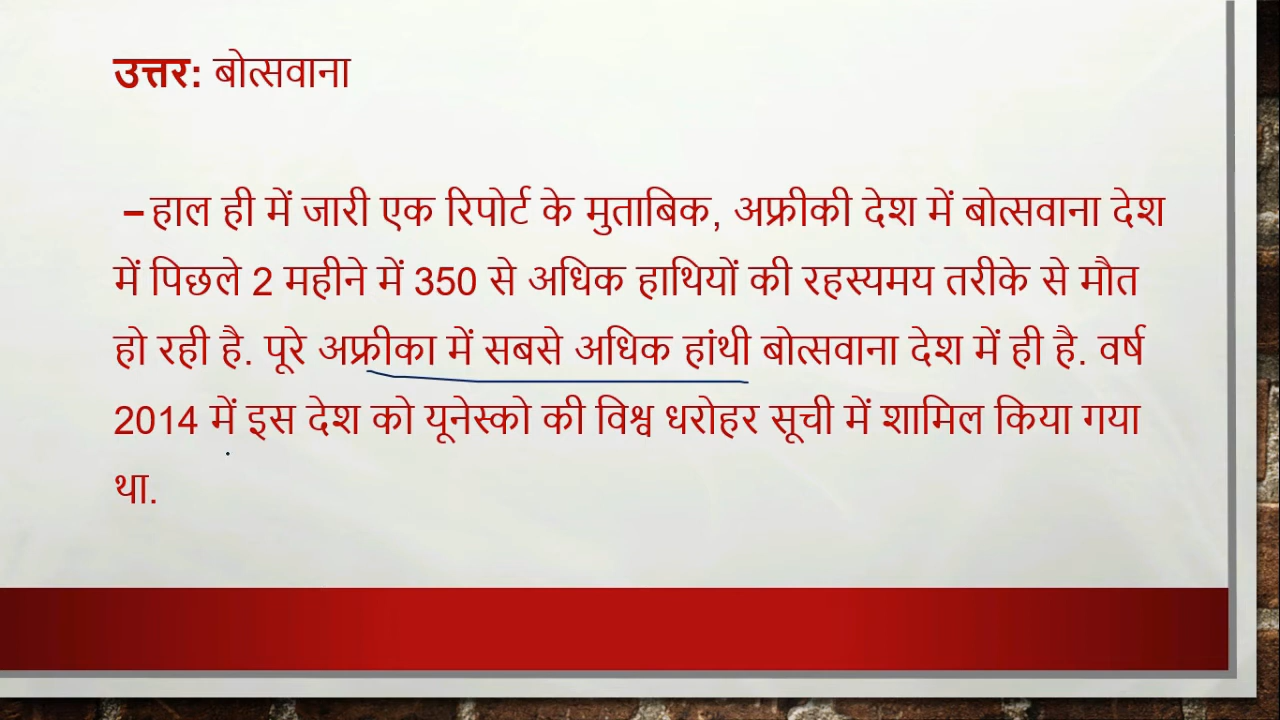 उत्तर: बोत्सवाना
– हाल ही में जारी एक रिपोर्ट के मुताबिक, अफ्रीकी देश में बोत्सवाना देश
में पिछले 2 महीने में 350 से अधिक हाथियों की रहस्यमय तरीके से मौत
हो रही है. पूरे अफ्रीका में सबसे अधिक हांथी बोत्सवाना देश में ही है. वर्ष
2014 में इस देश को यूनेस्को की विश्व धरोहर सूची में शामिल किया गया
था.